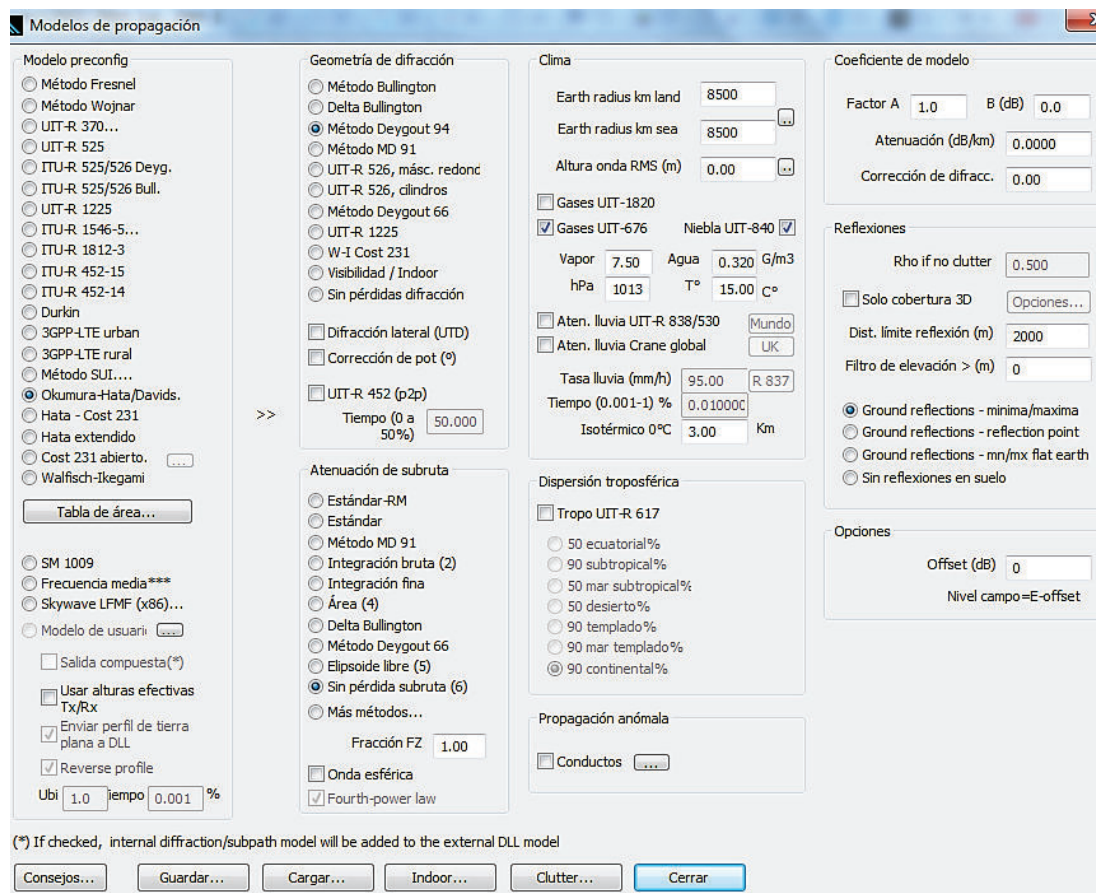 Modelos de propagación
Modelo preconfig
Método Fresnel
Método Wojnar
UIT-R 370...
UIT-R 525
ITU-R 525/526 Deyg.
ITU-R 525/526 Bull.
UIT-R 1225
ITU-R 1546-5...
ITU-R 1812-3
ITU-R 452-15
ITU-R 452-14
Durkin
3GPP-LTE urban
3GPP-LTE rural
Método SUI....
Okumura-Hata/Davids.
Hata - Cost 231
Hata extendido
Cost 231 abierto. ...
Walfisch-Ikegami
Tabla de área...
SM 1009
Frecuencia media***
Skywave LFMF (x86)...
Modelo de usuari ...
Salida compuesta(*)
Usar alturas efectivas
Tx/Rx
Enviar perfil de tierra
plana a DLL
Reverse profile
Ubi 1.0 iempo 0.001 %
>>
Geometría de difracción
Método Bullington
Delta Bullington
Método Deygout 94
Método MD 91
UIT-R 526, másc. redond
UIT-R 526, cilindros
Método Deygout 66
UIT-R 1225
W-I Cost 231
Visibilidad / Indoor
Sin pérdidas difracción
Difracción lateral (UTD)
Corrección de pot (º)
UIT-R 452 (p2p)
Tiempo (0 a
50%) 50.000
Atenuación de subruta
Estándar-RM
Estándar
Método MD 91
Integración bruta (2)
Integración fina
Área (4)
Delta Bullington
Método Deygout 66
Elipsoide libre (5)
Sin pérdida subruta (6)
Más métodos...
Fracción FZ 1.00
Onda esférica
Fourth-power law
Clima
Earth radius km land 8500
..
Earth radius km sea 8500
Altura onda RMS (m) 0.00 ..
Gases UIT-1820
Gases UIT-676 Niebla UIT-840
Vapor 7.50 Agua 0.320 G/m3
hPa 1013 Tº 15.00 Cº
Aten. lluvia UIT-R 838/530 Mundo
Aten. lluvia Crane global UK
Tasa lluvia (mm/h) 95.00 R 837
Tiempo (0.001-1) % 0.01000C
Isotérmico 0ºC 3.00 Km
Dispersión troposférica
Tropo UIT-R 617
50 ecuatorial%
90 subtropical%
50 mar subtropical%
50 desierto%
90 templado%
90 mar templado%
90 continental%
Propagación anómala
Conductos ...
Coeficiente de modelo
Factor A 1.0 B (dB) 0.0
Atenuación (dB/km) 0.0000
Corrección de difracc. 0.00
Reflexiones
Rho if no clutter 0.500
Solo cobertura 3D Opciones...
Dist. límite reflexión (m) 2000
Filtro de elevación > (m) 0
Ground reflections - minima/maxima
Ground reflections - reflection point
Ground reflections - mn/mx flat earth
Sin reflexiones en suelo
Opciones
Offset (dB) 0
Nivel campo=E-offset
(*) If checked, internal diffraction/subpath model will be added to the external DLL model
Consejos... Guardar... Cargar... Indoor... Clutter... Cerrar